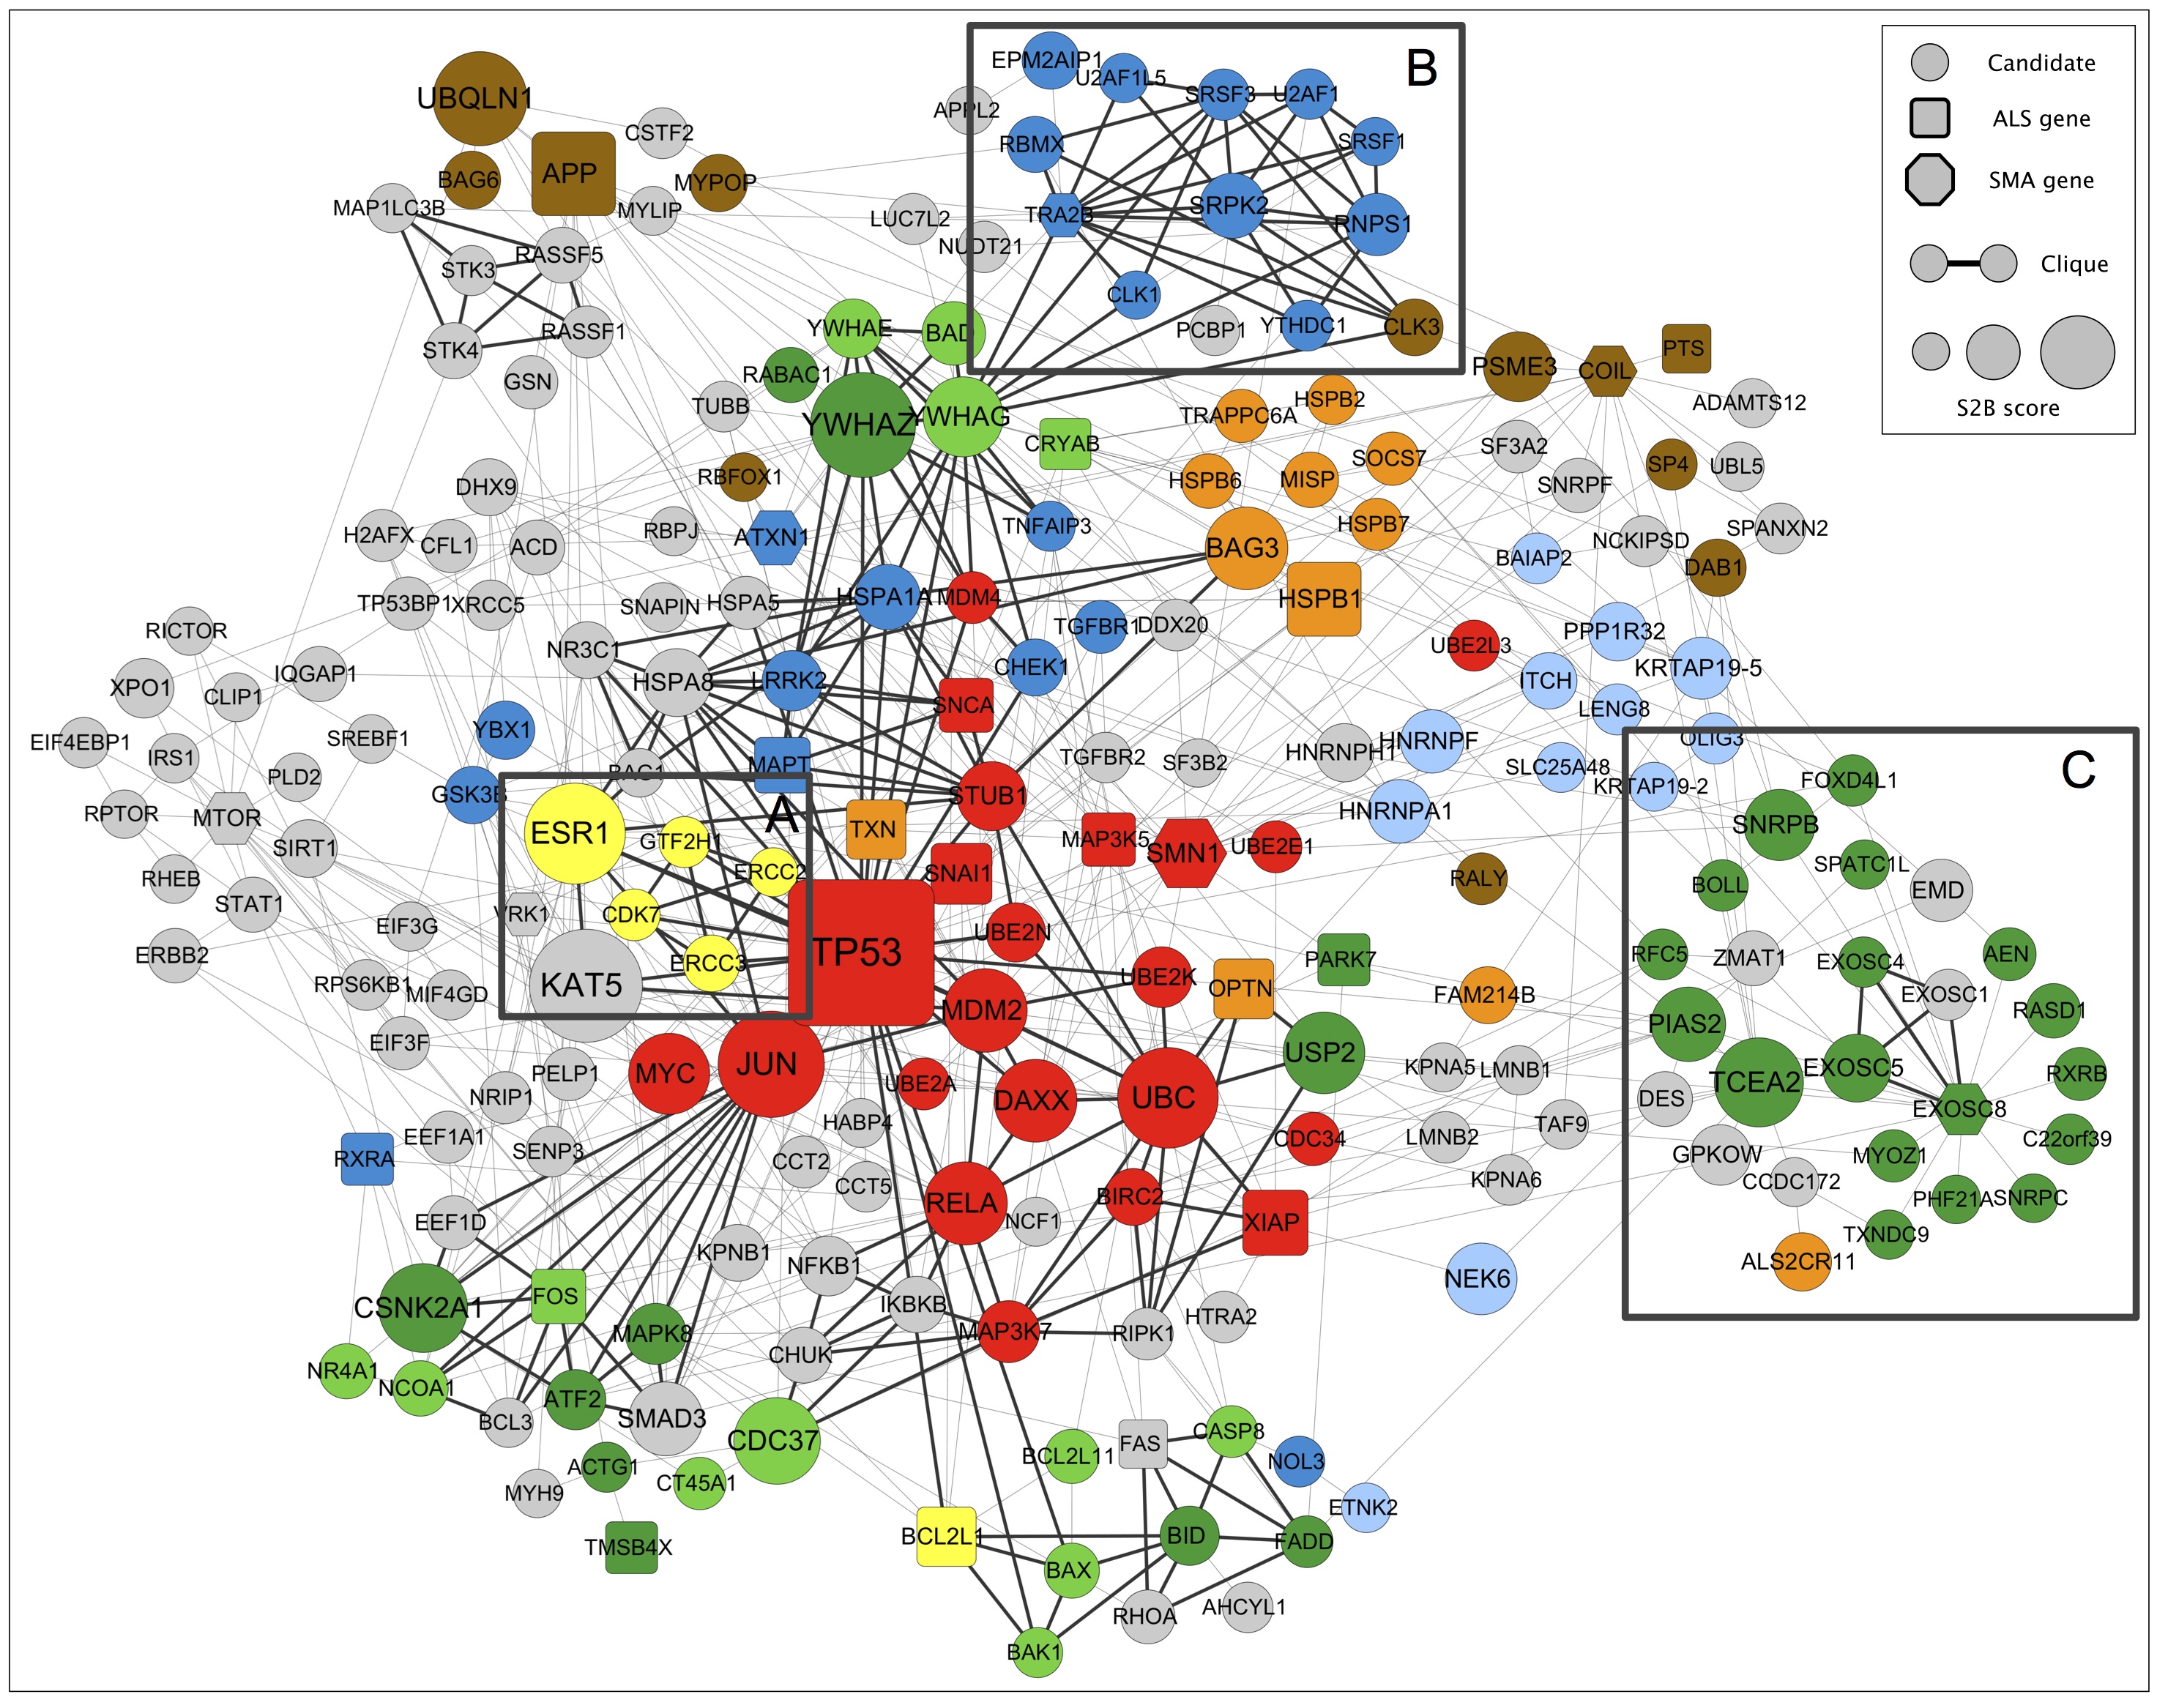 B
EPM2AIP1
U2AF1L5
SRSF3
U2AF1
APPL2
RBMX
SRSF1
TRA2B
SRPK2
RNPS1
CLK1
PCBP1
YTHDC1
CLK3
Candidate
ALS gene
SMA gene
Clique
S2B score
UBQLN1
CSTF2
APP
BAG6
MYPOP
MAP1LC3B
MYLIP
LUC7L2
NUDT21
RASSF5
STK3
RASSF1
STK4
GSN
YWHAE
BAD
RABAC1
TUBB
YWHAZ
YWHAG
CRYAB
TRAPPC6A
HSPB2
PSME3
COIL
PTS
ADAMTS12
SF3A2
SOCS7
SP4
UBL5
HSPB6
MISP
SNRPF
RBFOX1
DHX9
H2AFX
CFL1
ACD
RBPJ
ATXN1
TNFAIP3
HSPB7
BAG3
BAIAP2
NCKIPSD
SPANXN2
DAB1
TP53BP1
XRCC5
SNAPIN
HSPA5
HSPA1A
MDM4
HSPB1
TGFBR1
DDX20
UBE2L3
PPP1R32
RICTOR
NR3C1
HSPA8
LRRK2
CHEK1
ITCH
KRTAP19-5
IQGAP1
XPO1
CLIP1
SNCA
LENG8
OLIG3
YBX1
SREBF1
EIF4EBP1
IRS1
PLD2
BAG1
MAPT
TGFBR2
SF3B2
HNRNPH1
HNRNPF
SLC25A48
KRTAP19-2
GSK3B
STUB1
HNRNPA1
RPTOR
MTOR
SIRT1
A
ESR1
GTF2H1
ERCC2
TXN
SNAI1
MAP3K5
SMN1
UBE2E1
RALY
RHEB
STAT1
VRK1
CDK7
ERCC3
KAT5
TP53
UBE2N
UBE2K
OPTN
PARK7
FAM214B
EIF3G
ERBB2
RPS6KB1
MIF4GD
EIF3F
C
FOXD4L1
SNRPB
SPATC1L
BOLL
EMD
RFC5
ZMAT1
EXOSC4
AEN
EXOSC1
RASD1
PIAS2
TCEA2
EXOSC5
RXRB
DES
EXOSC8
C22orf39
GPKOW
MYOZ1
CCDC172
PHF21A
SNRPC
TXNDC9
ALS2CR11
MDM2
USP2
JUN
MYC
UBE2A
DAXX
UBC
KPNA5
LMNB1
PELP1
NRIP1
HABP4
CDC34
LMNB2
TAF9
EEF1A1
SENP3
CCT2
RXRA
CCT5
RELA
BIRC2
KPNA6
XIAP
NCF1
EEF1D
KPNB1
NFKB1
NEK6
CSNK2A1
FOS
IKBKB
HTRA2
MAPK8
MAP3K7
RIPK1
CHUK
NR4A1
NCOA1
ATF2
BCL3
SMAD3
CDC37
FAS
CASP8
BCL2L11
NOL3
ACTG1
CT45A1
MYH9
ETNK2
BCL2L1
BID
FADD
TMSB4X
BAX
RHOA
AHCYL1
BAK1